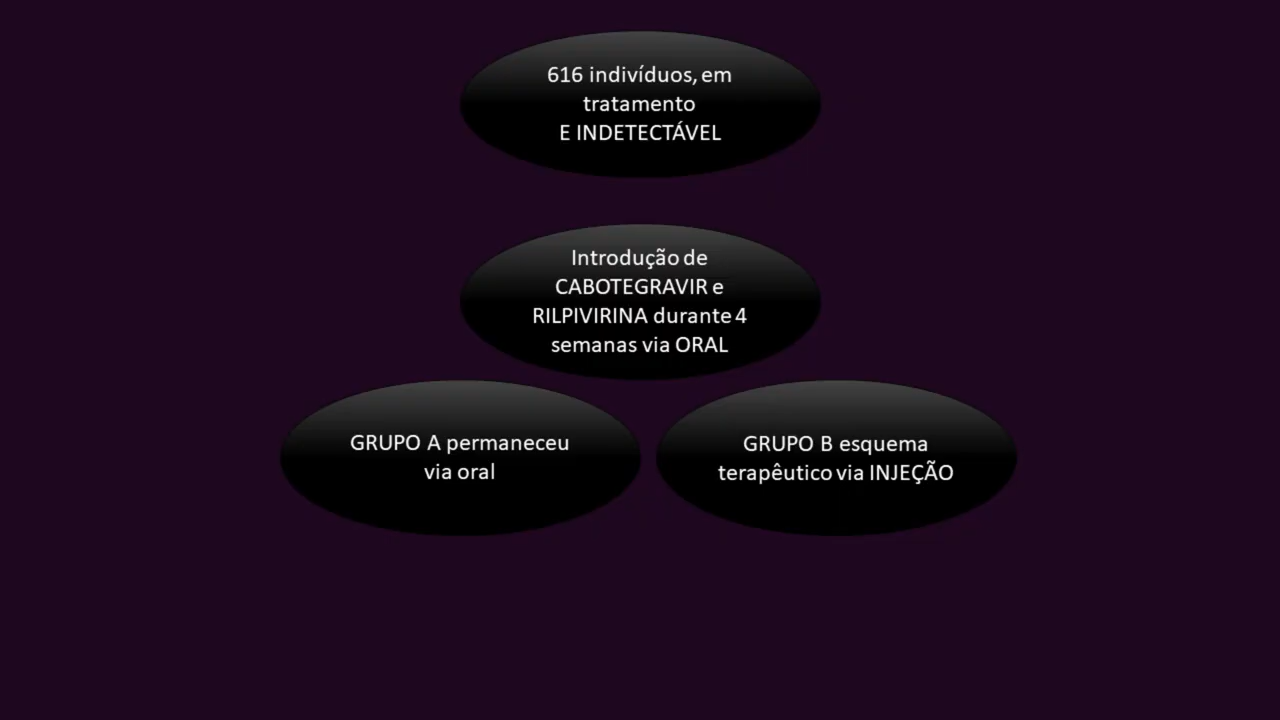 616 indivíduos, em
tratamento
E INDETECTÁVEL
Introdução de
CABOTEGRAVIR e
RILPIVIRINA durante 4
semanas via ORAL
GRUPO A permaneceu
via oral
GRUPO B esquema
terapêutico via INJEÇÃO